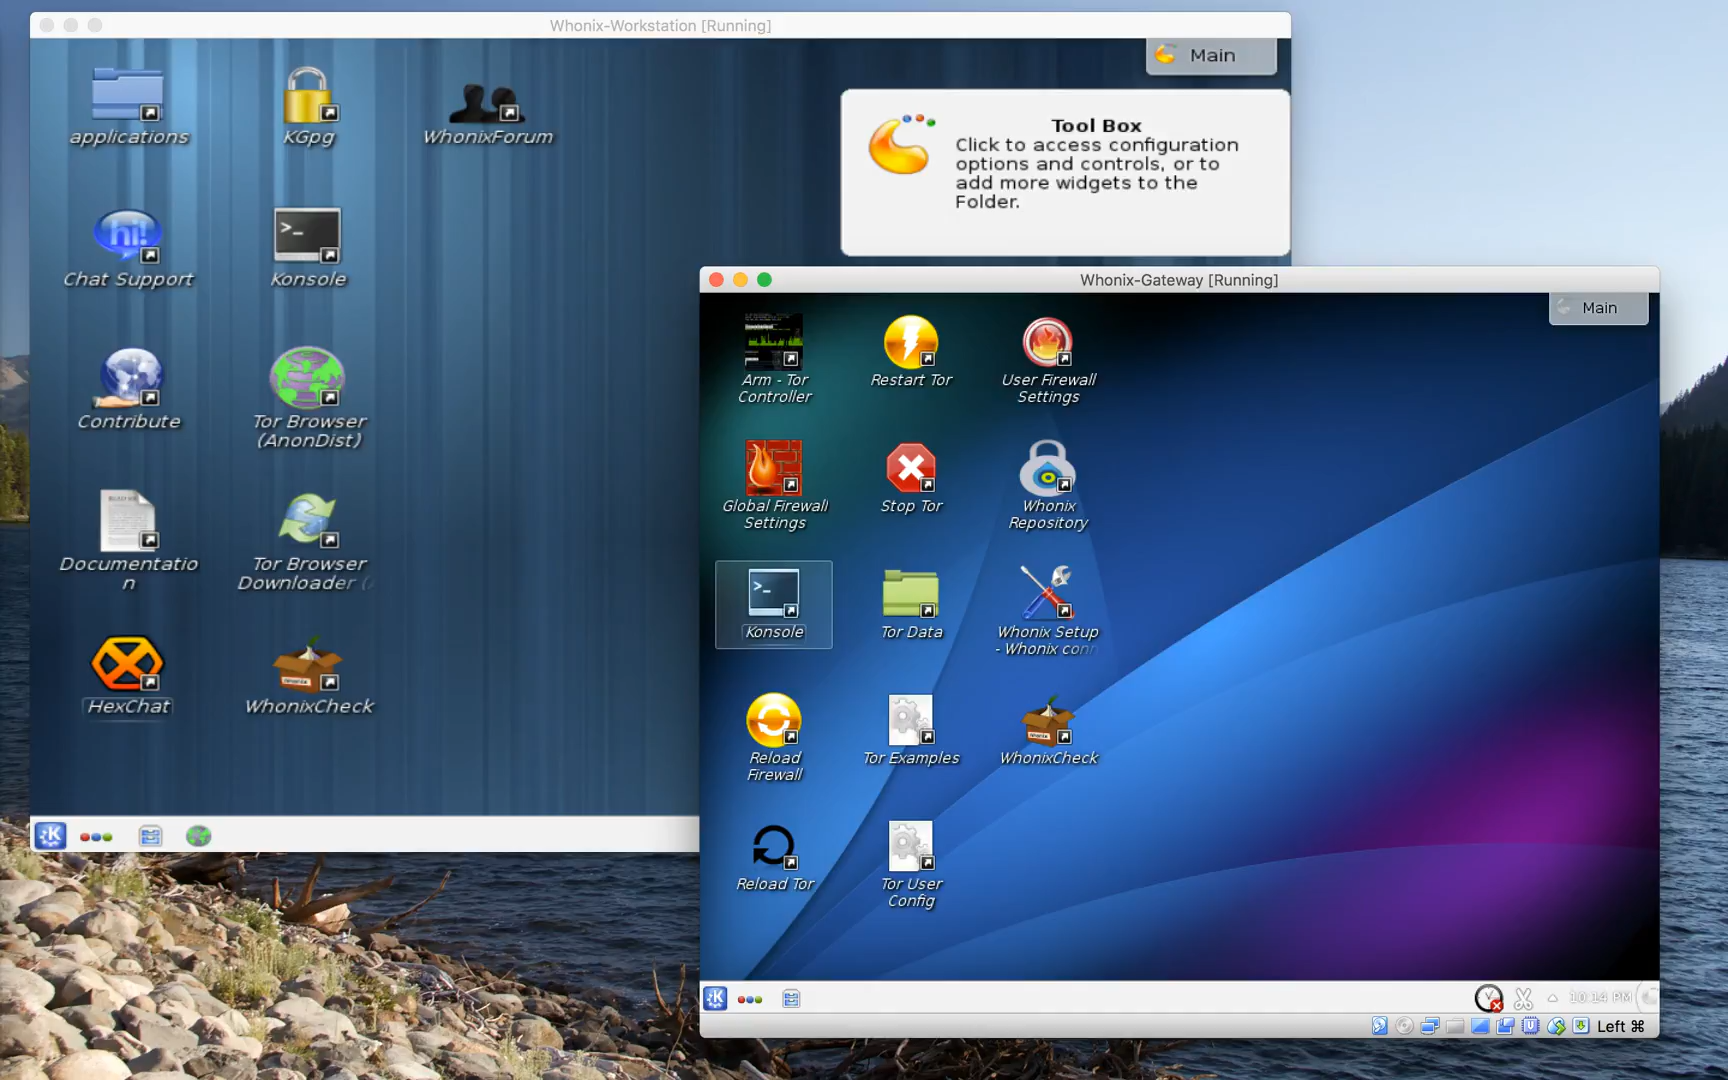 Whonix-Workstation [Running]
Main
applications
KGpg
WhonixForum
Tool Box
Click to access configuration
options and controls, or to
add more widgets to the
Folder.
hi!
>_
Chat Support
Konsole
Contribute
Tor Browser
(AnonDist)
Documentatio
n
Tor Browser
Downloader (
HexChat
WhonixCheck
Whonix-Gateway [Running]
Main
Arm - Tor
Controller
Restart Tor
User Firewall
Settings
Global Firewall
Settings
Stop Tor
Whonix
Repository
>_
Konsole
Tor Data
Whonix Setup
- Whonix con
Reload
Firewall
Tor Examples
WhonixCheck
Reload Tor
Tor User
Config
10:14 PM
Left ⌘